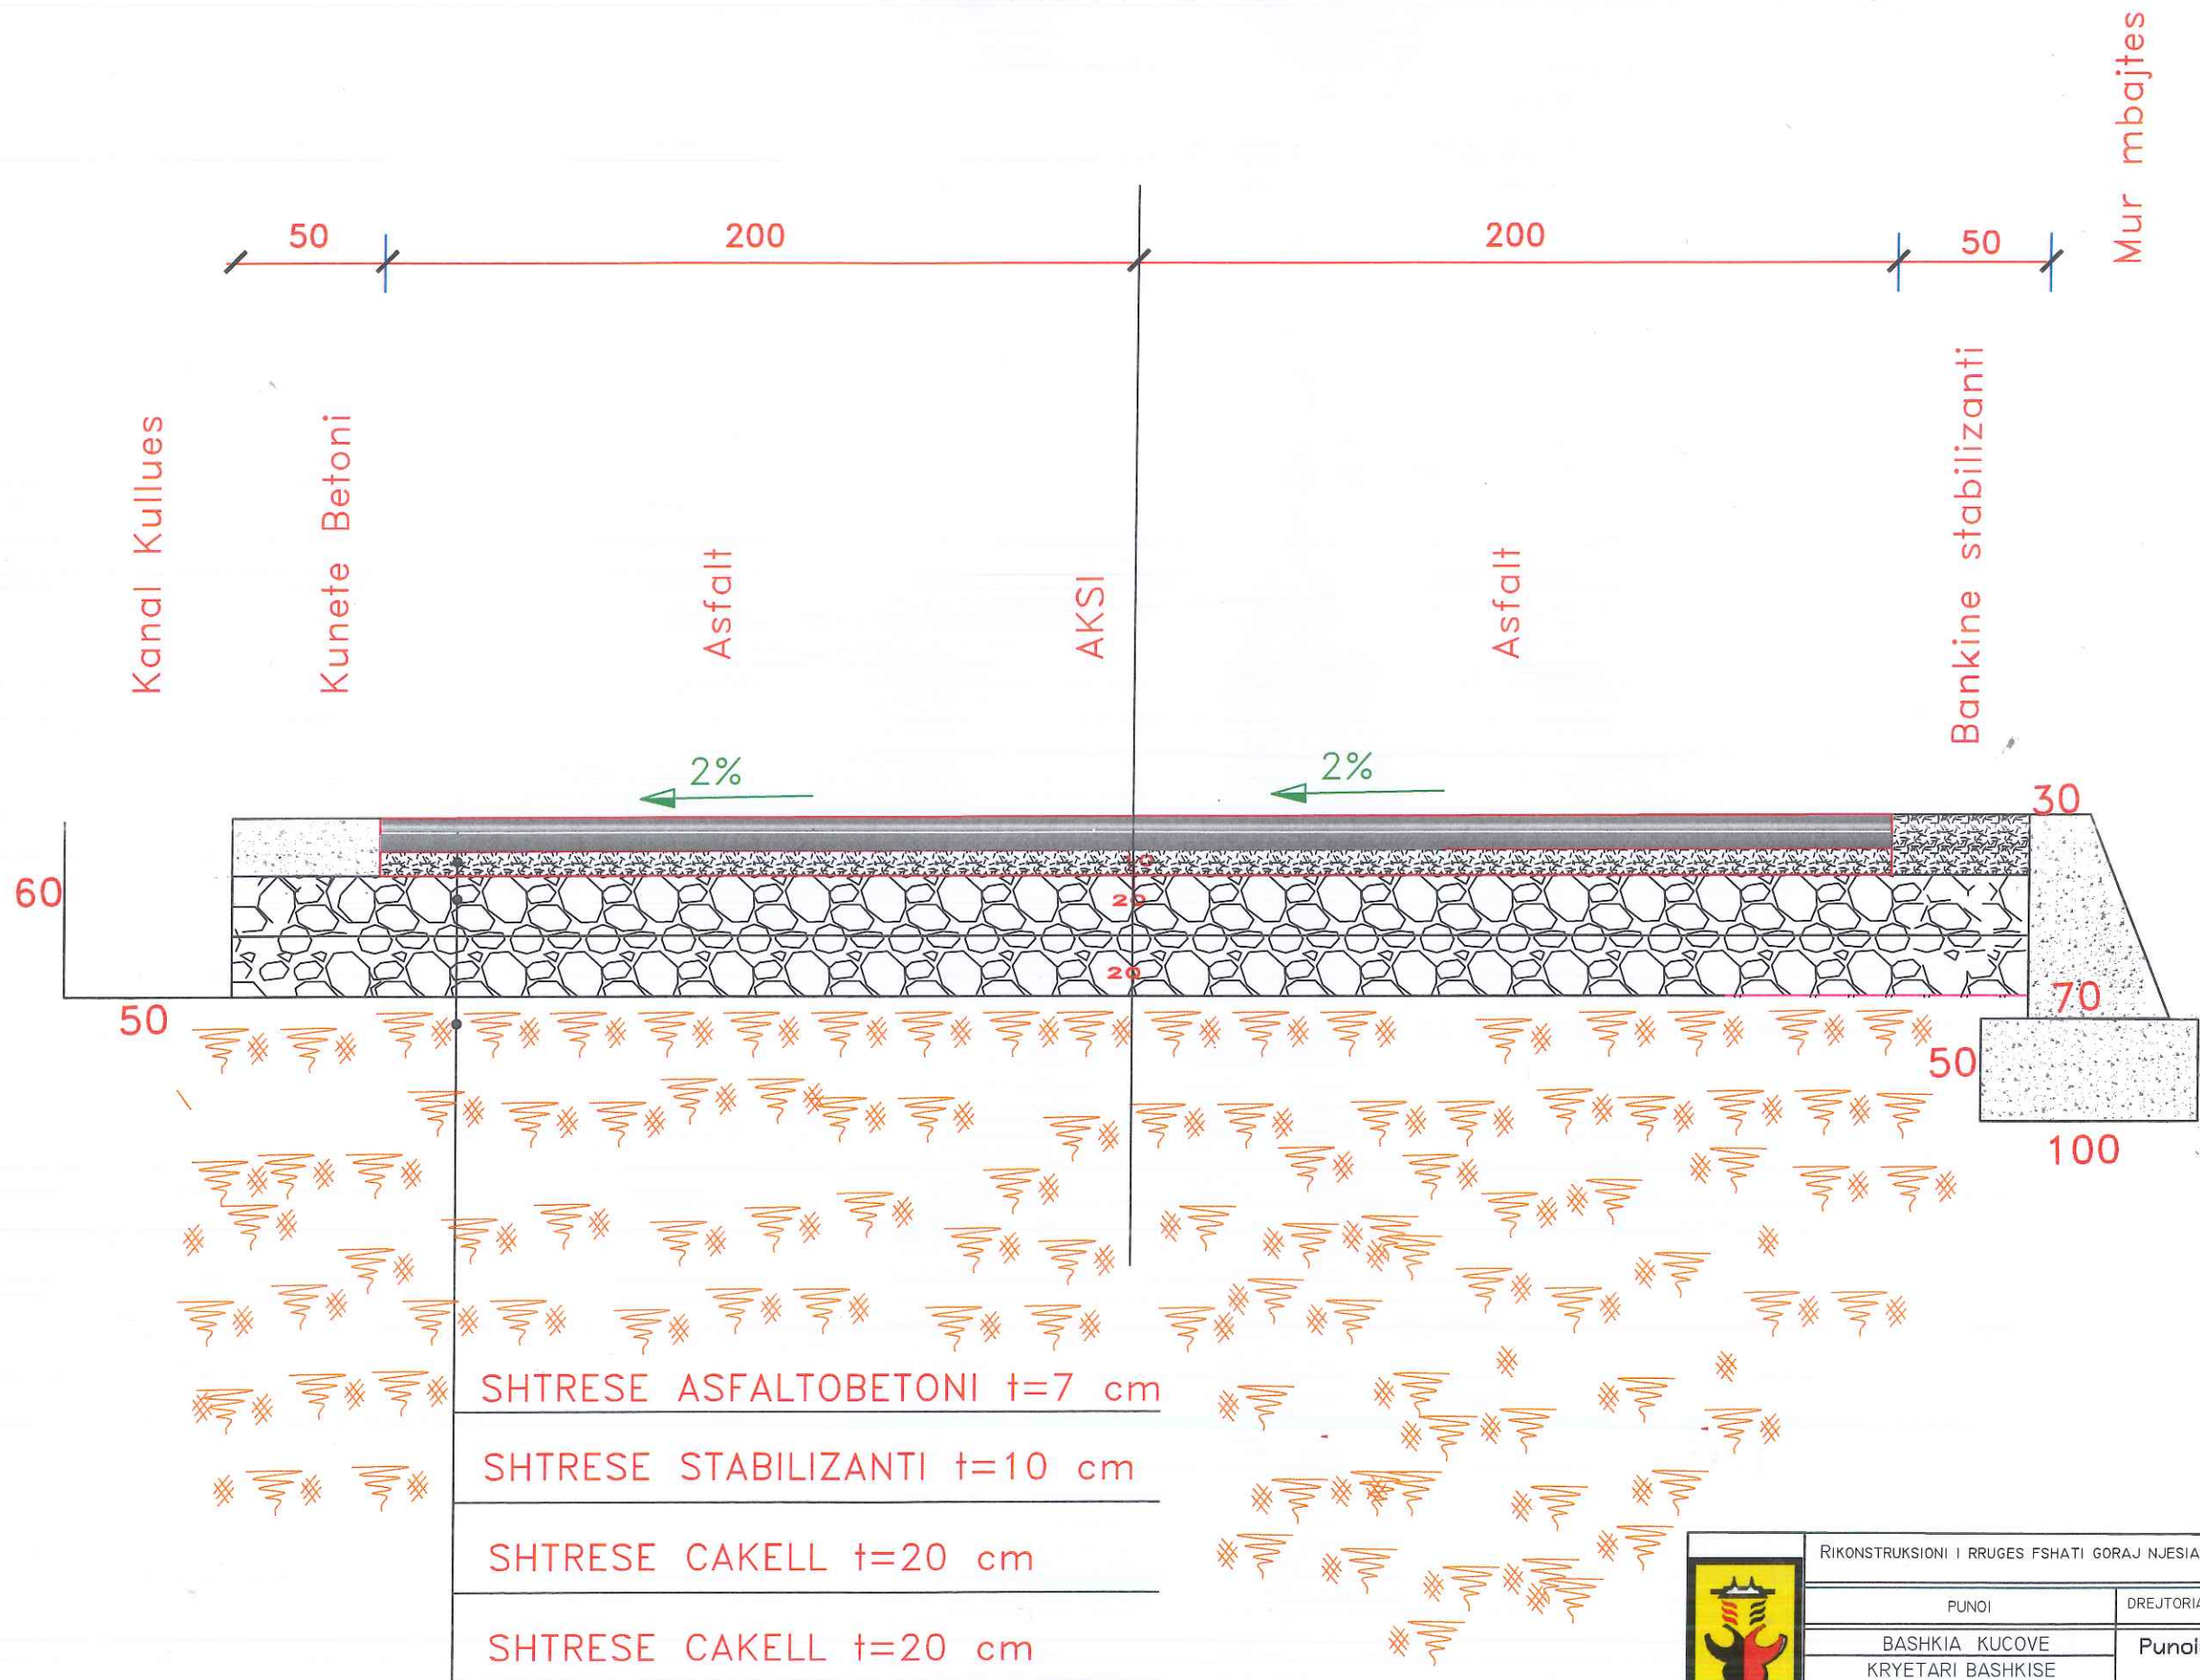 Mur mbajtes
50
200
200
50
Kanal Kullues
Kunete Betoni
Asfalt
AKSI
Asfalt
Bankine stabilizanti
2%
2%
30
60
10
20
20
50
70
50
100
SHTRESE ASFALTOBETONI t=7 cm
SHTRESE STABILIZANTI t=10 cm
SHTRESE CAKELL t=20 cm
SHTRESE CAKELL t=20 cm
RIKONSTRUKSIONI I RRUGES FSHATI GORAJ NJESIA
PUNOI
DREJTORIA
BASHKIA KUCOVE
KRYETARI BASHKISE
Punoi